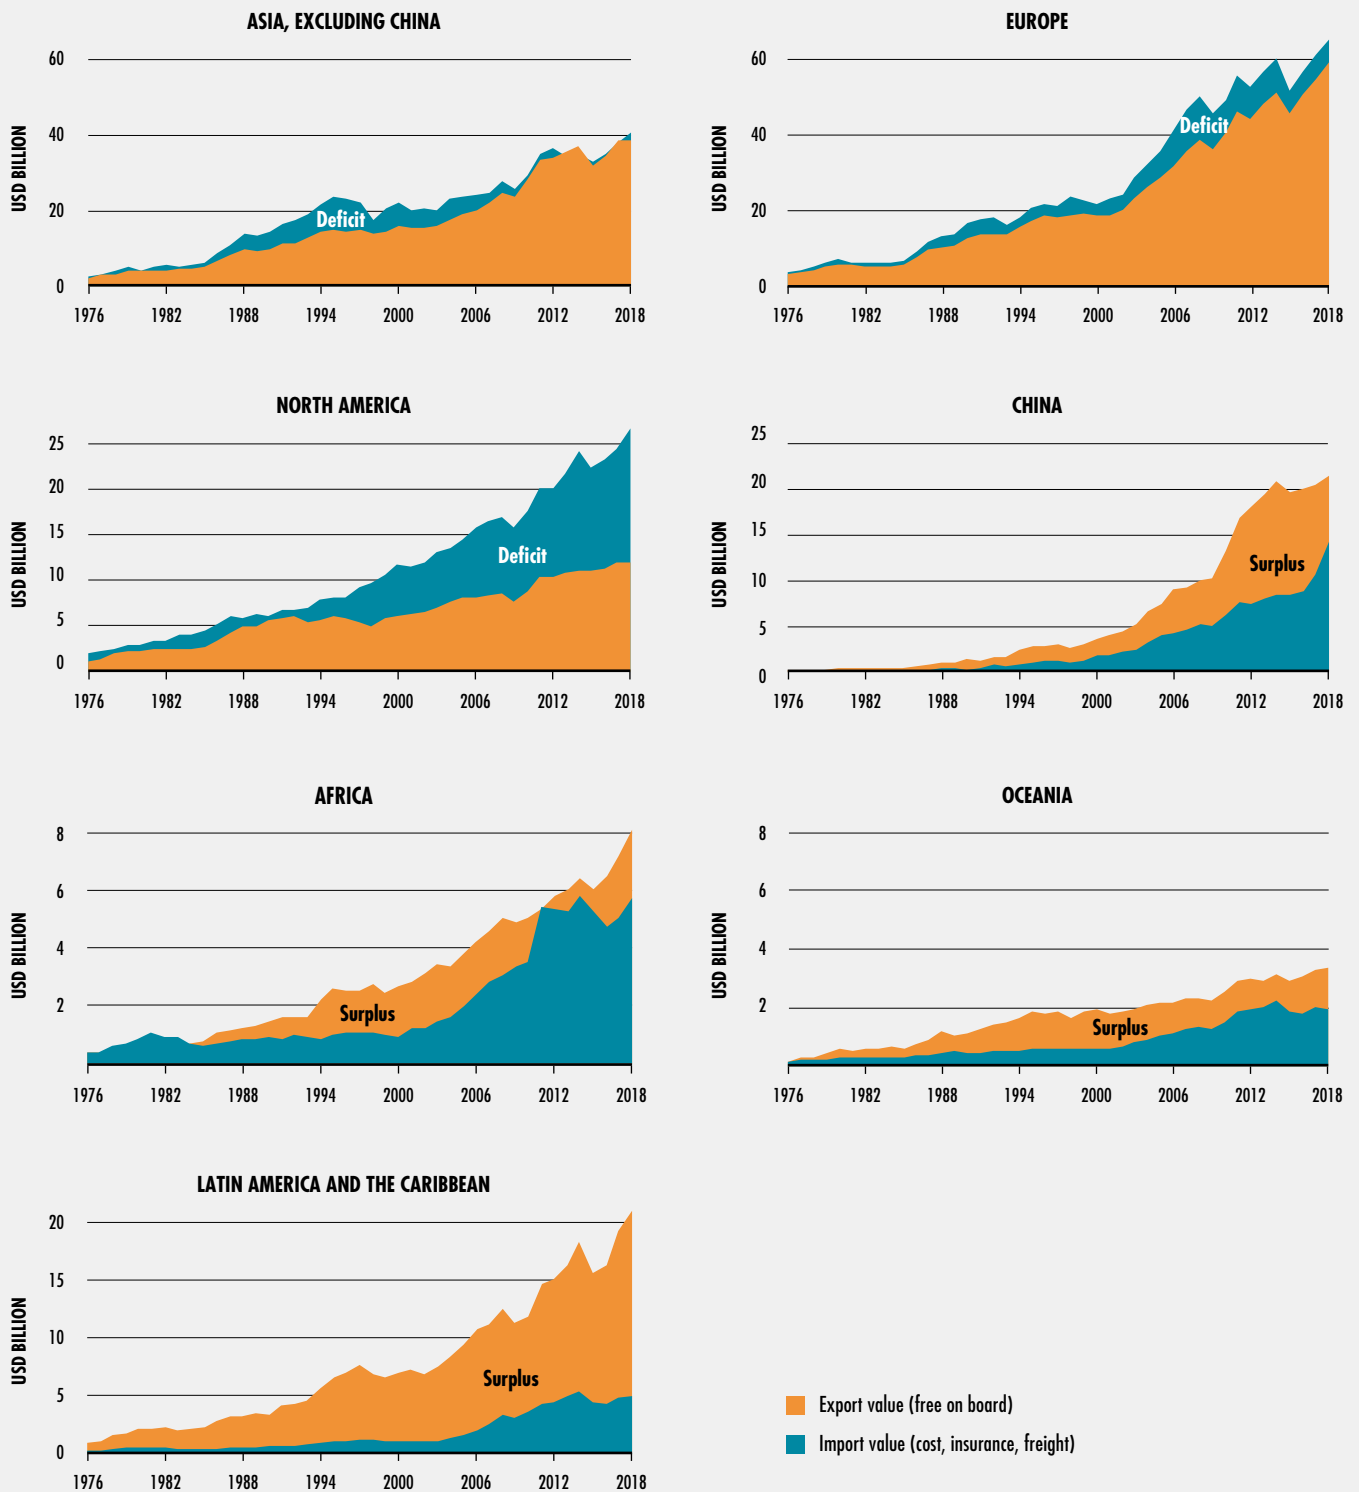 ASIA, EXCLUDING CHINA
USD BILLION
60
40
20
0
Deficit
1976 1982 1988 1994 2000 2006 2012 2018
EUROPE
USD BILLION
60
40
20
0
Deficit
1976 1982 1988 1994 2000 2006 2012 2018
NORTH AMERICA
USD BILLION
25
20
15
10
5
0
Deficit
1976 1982 1988 1994 2000 2006 2012 2018
CHINA
USD BILLION
25
20
15
10
5
0
Surplus
1976 1982 1988 1994 2000 2006 2012 2018
AFRICA
USD BILLION
8
6
4
2
Surplus
1976 1982 1988 1994 2000 2006 2012 2018
OCEANIA
USD BILLION
8
6
4
2
Surplus
1976 1982 1988 1994 2000 2006 2012 2018
LATIN AMERICA AND THE CARIBBEAN
USD BILLION
20
15
10
5
0
Surplus
1976 1982 1988 1994 2000 2006 2012 2018
Export value (free on board)
Import value (cost, insurance, freight)